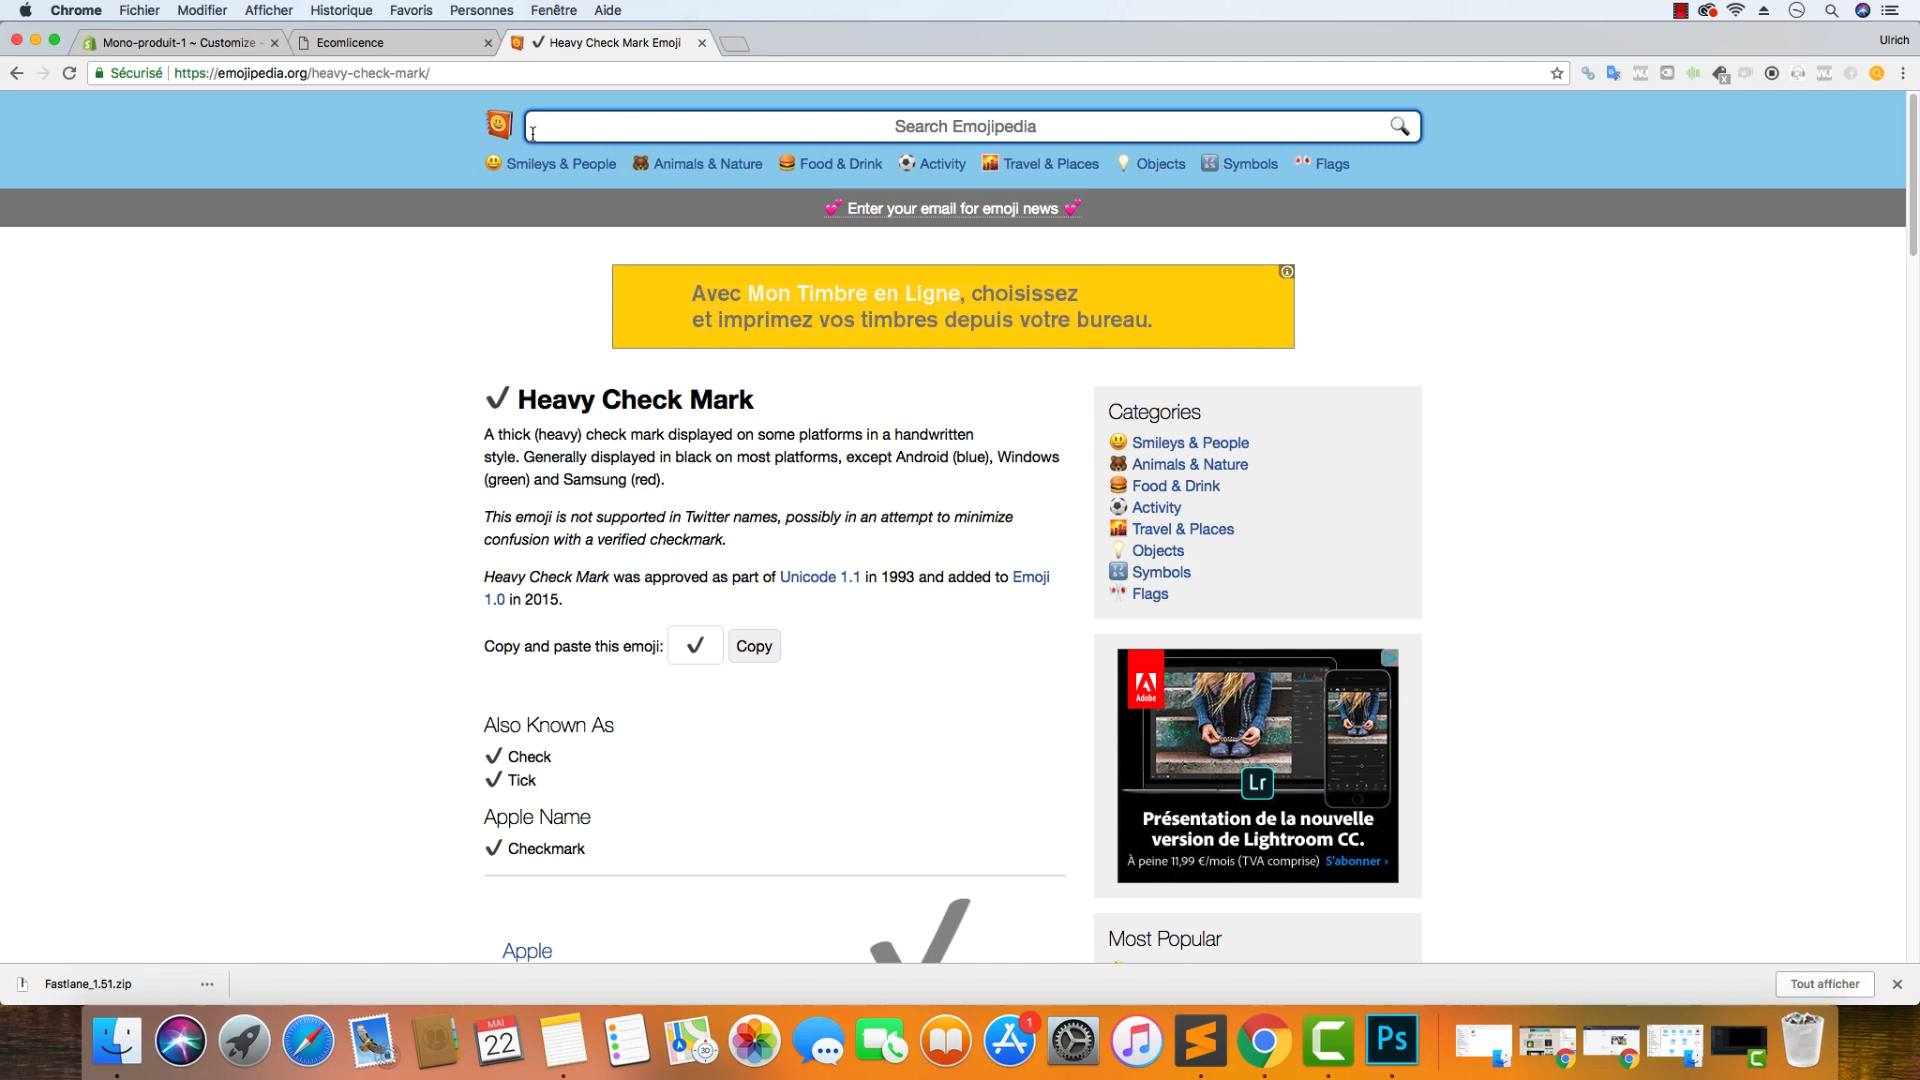 Chrome Fichier Modifier Afficher Historique Favoris Personnes Fenêtre Aide
Mono-produit-1 ~ Customize
Ecomlicence
✔ Heavy Check Mark Emoji
Ulrich
Sécurisé https://emojipedia.org/heavy-check-mark/
Search Emojipedia
Smileys & People Animals & Nature Food & Drink Activity Travel & Places Objects Symbols Flags
💕 Enter your email for emoji news 💕
Avec Mon Timbre en Ligne, choisissez
et imprimez vos timbres depuis votre bureau.
✔ Heavy Check Mark
A thick (heavy) check mark displayed on some platforms in a handwritten
style. Generally displayed in black on most platforms, except Android (blue), Windows
(green) and Samsung (red).
This emoji is not supported in Twitter names, possibly in an attempt to minimize
confusion with a verified checkmark.
Heavy Check Mark was approved as part of Unicode 1.1 in 1993 and added to Emoji
1.0 in 2015.
Copy and paste this emoji: ✔ Copy
Also Known As
✔ Check
✔ Tick
Apple Name
✔ Checkmark
Apple
Categories
Smileys & People
Animals & Nature
Food & Drink
Activity
Travel & Places
Objects
Symbols
Flags
Adobe
Lr
Présentation de la nouvelle
version de Lightroom CC.
À peine 11,99 €/mois (TVA comprise) S'abonner ›
Most Popular
Fastlane_1.51.zip
Tout afficher
MAI
22
3D
1
Ps